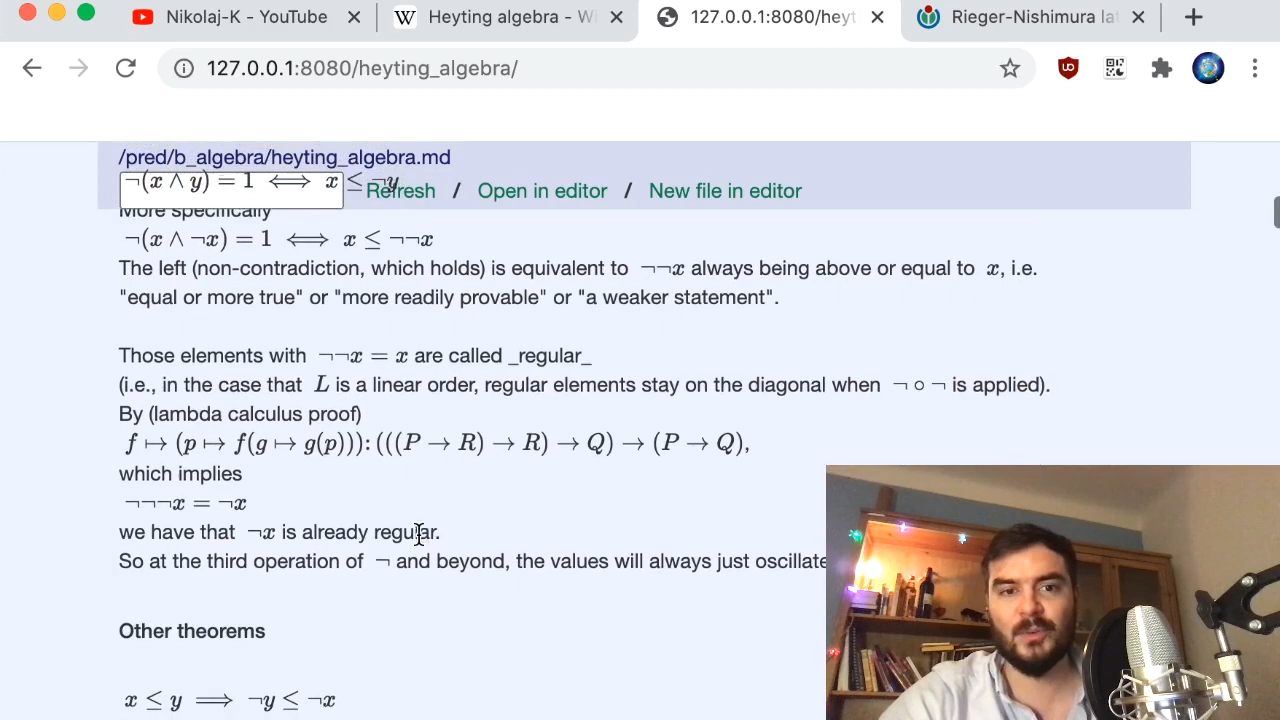 Nikolaj-K - YouTube
Heyting algebra - Wi
127.0.0.1:8080/heyt
Rieger-Nishimura la
127.0.0.1:8080/heyting_algebra/
/pred/b_algebra/heyting_algebra.md
¬(x ∧ y) = 1 ⟺ x ≤ ¬y
Refresh / Open in editor / New file in editor
More specifically
¬(x ∧ ¬x) = 1 ⟺ x ≤ ¬¬x
The left (non-contradiction, which holds) is equivalent to ¬¬x always being above or equal to x, i.e.
"equal or more true" or "more readily provable" or "a weaker statement".
Those elements with ¬¬x = x are called _regular_
(i.e., in the case that L is a linear order, regular elements stay on the diagonal when ¬ ∘ ¬ is applied).
By (lambda calculus proof)
f ↦ (p ↦ f(g ↦ g(p))): (((P → R) → R) → Q) → (P → Q),
which implies
¬¬¬x = ¬x
we have that ¬x is already regular.
So at the third operation of ¬ and beyond, the values will always just oscillate
Other theorems
x ≤ y ⟹ ¬y ≤ ¬x